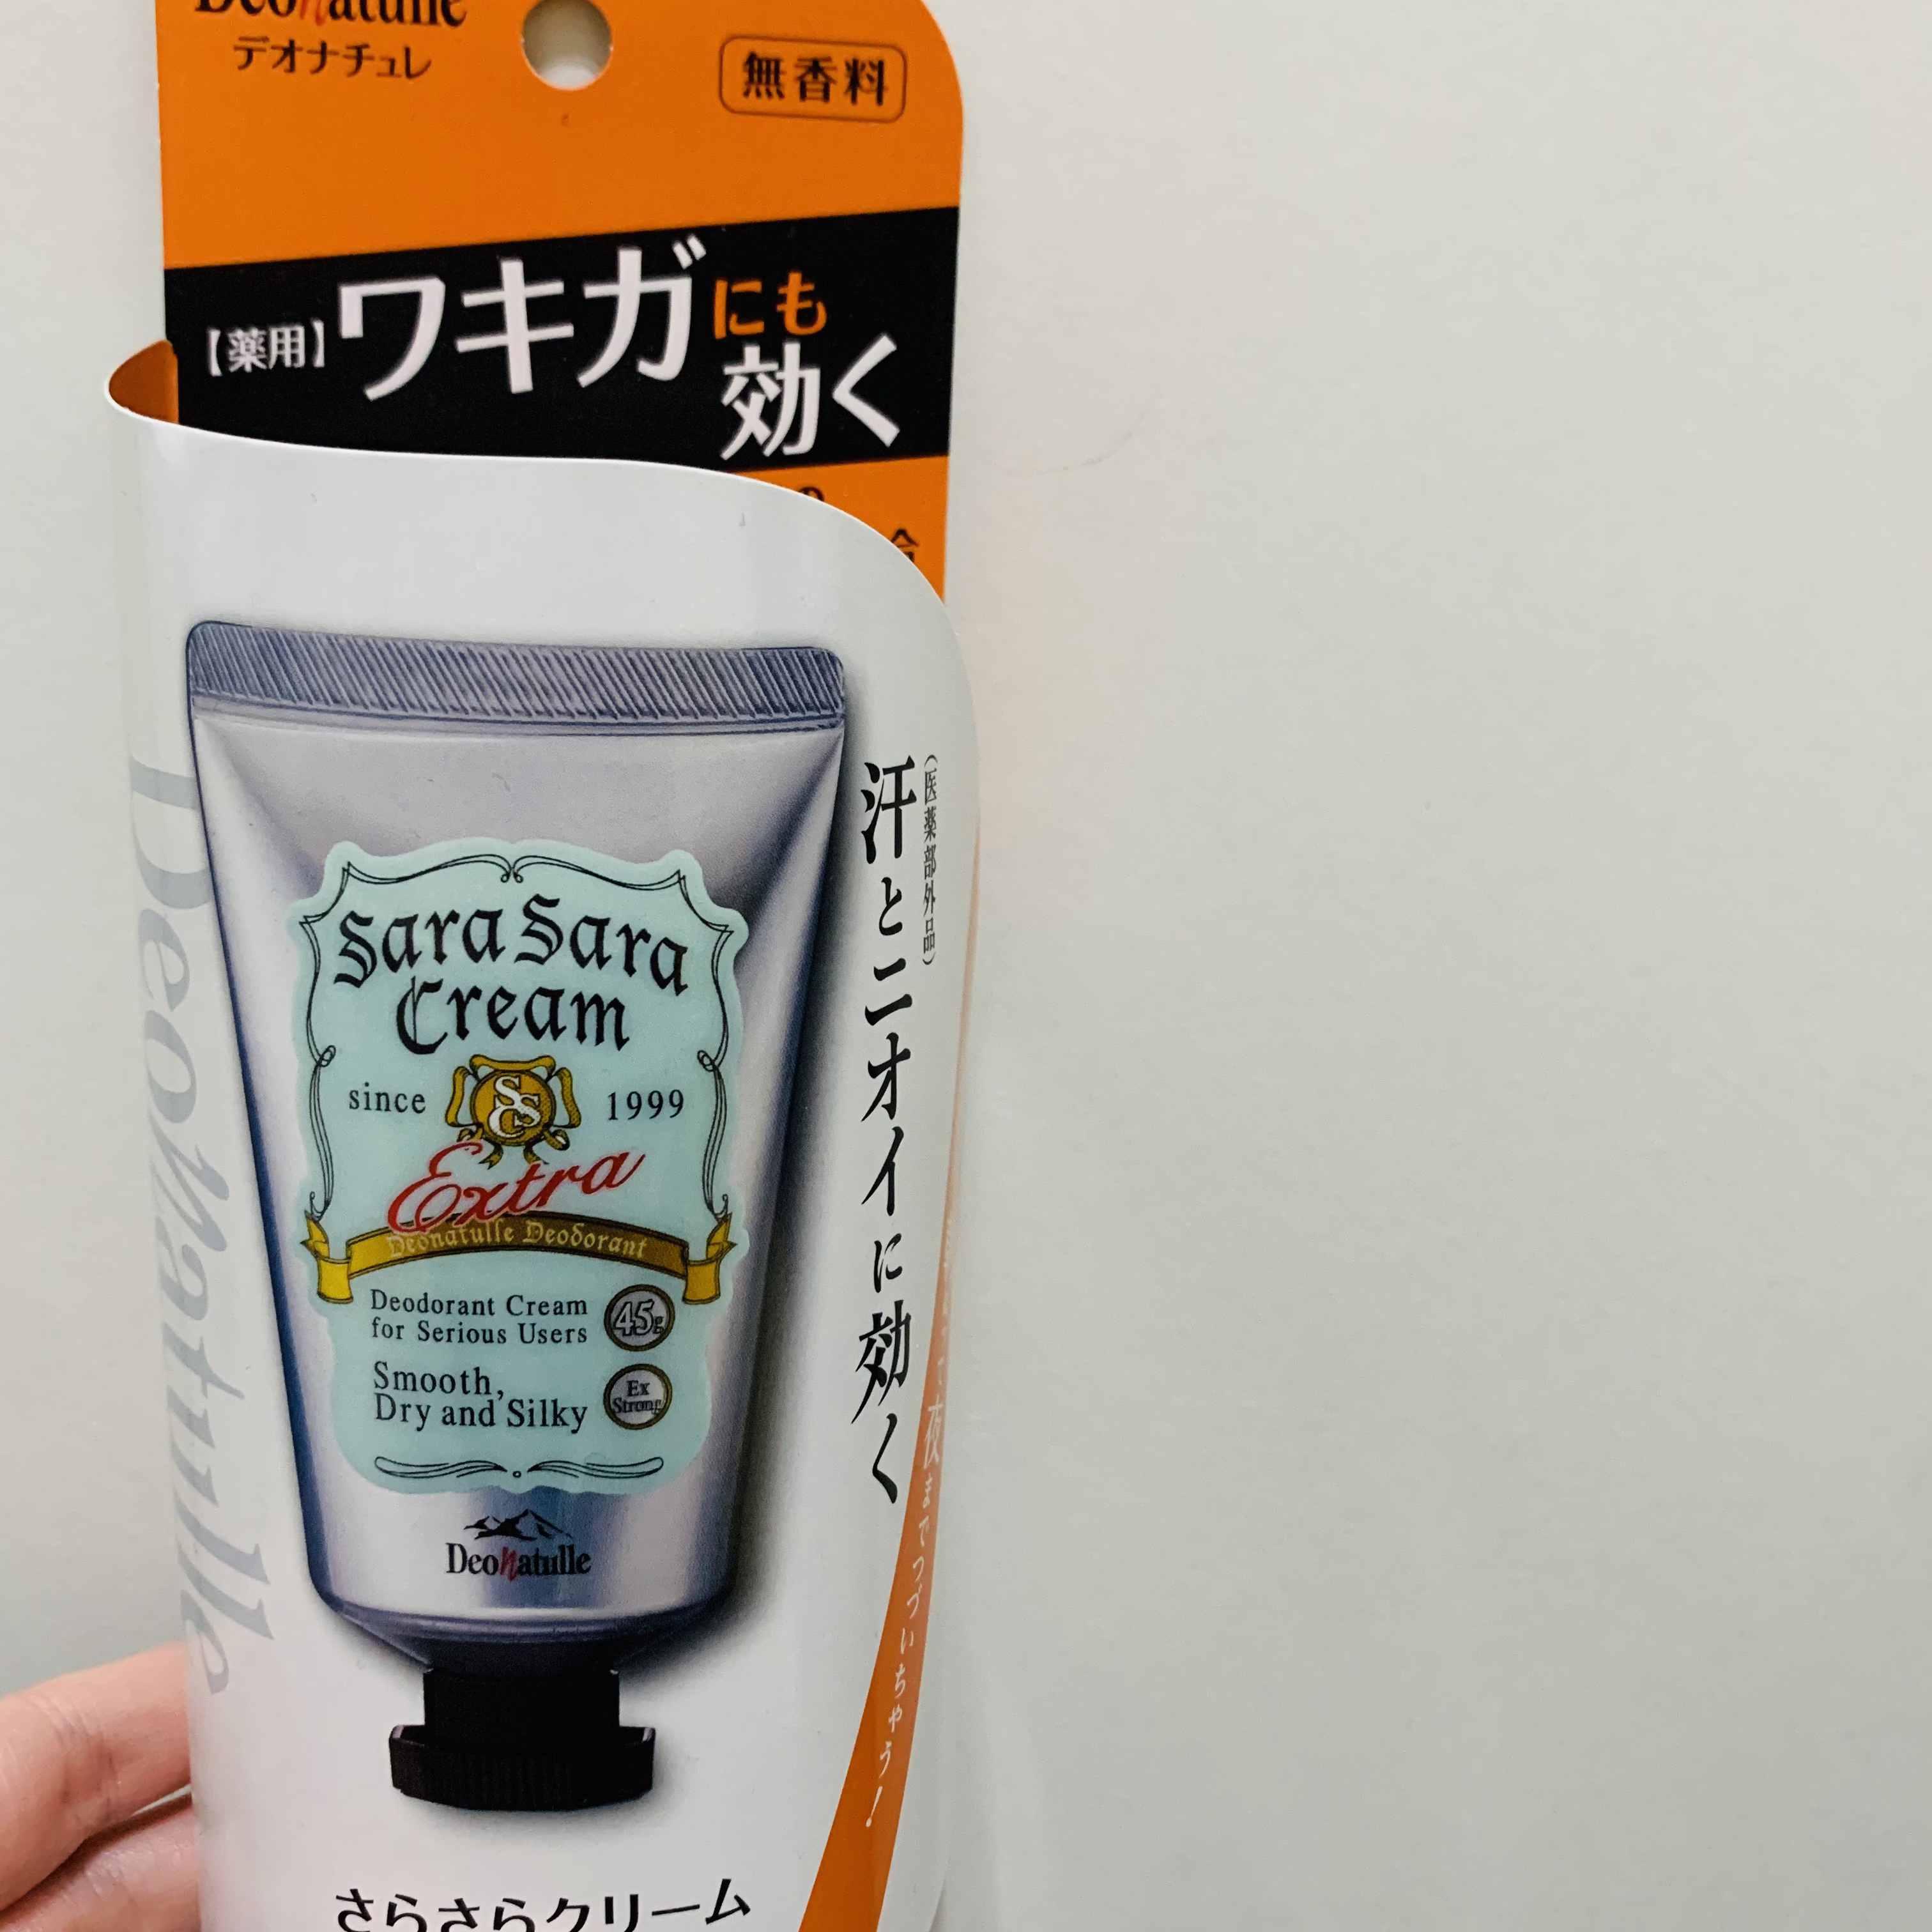 DeoNatulle
デオナチュレ
無香料
【薬用】ワキガにも効く
汗とニオイに効く
(医薬部外品)
DeoNatulle
Sara Sara
Cream
since 1999
SSC
Extra
Deonatulle Deodorant
Deodorant Cream
for Serious Users
45g
Smooth,
Dry and Silky
Ex
Strong
DeoNatulle
夜までつづいちゃう!
さらさらクリーム